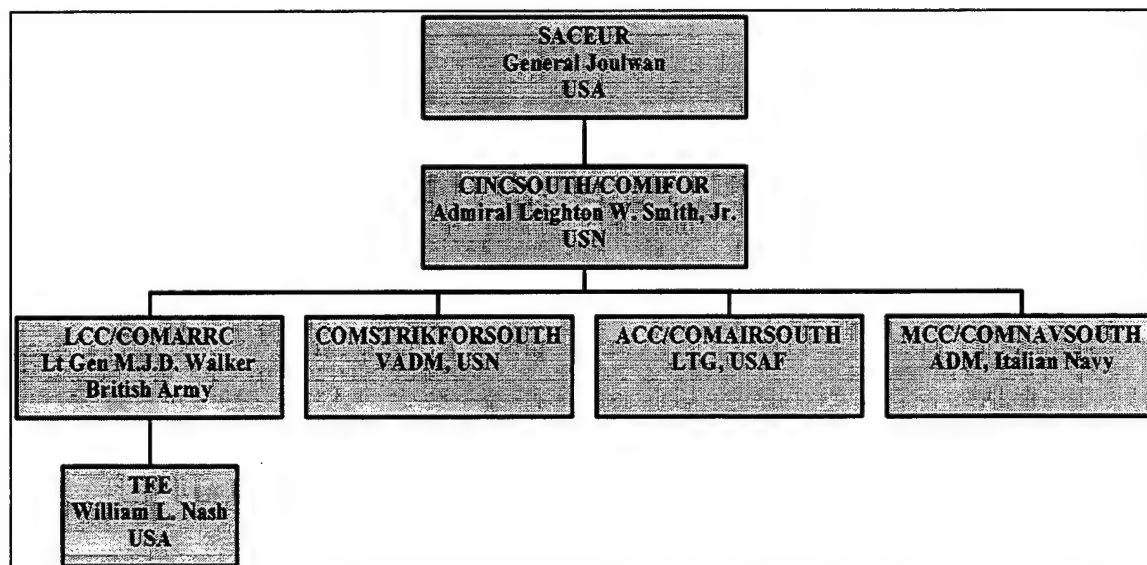 SACEUR
General Joulwan
USA
CINCSOUTH/COMIFOR
Admiral Leighton W. Smith, Jr.
USN
LCC/COMARRC
Lt Gen M.J.D. Walker
British Army
COMSTRIKFORSOUTH
VADM, USN
ACC/COMAIRSOUTH
LTG, USAF
MCC/COMNAVSOUTH
ADM, Italian Navy
TFE
William L. Nash
USA